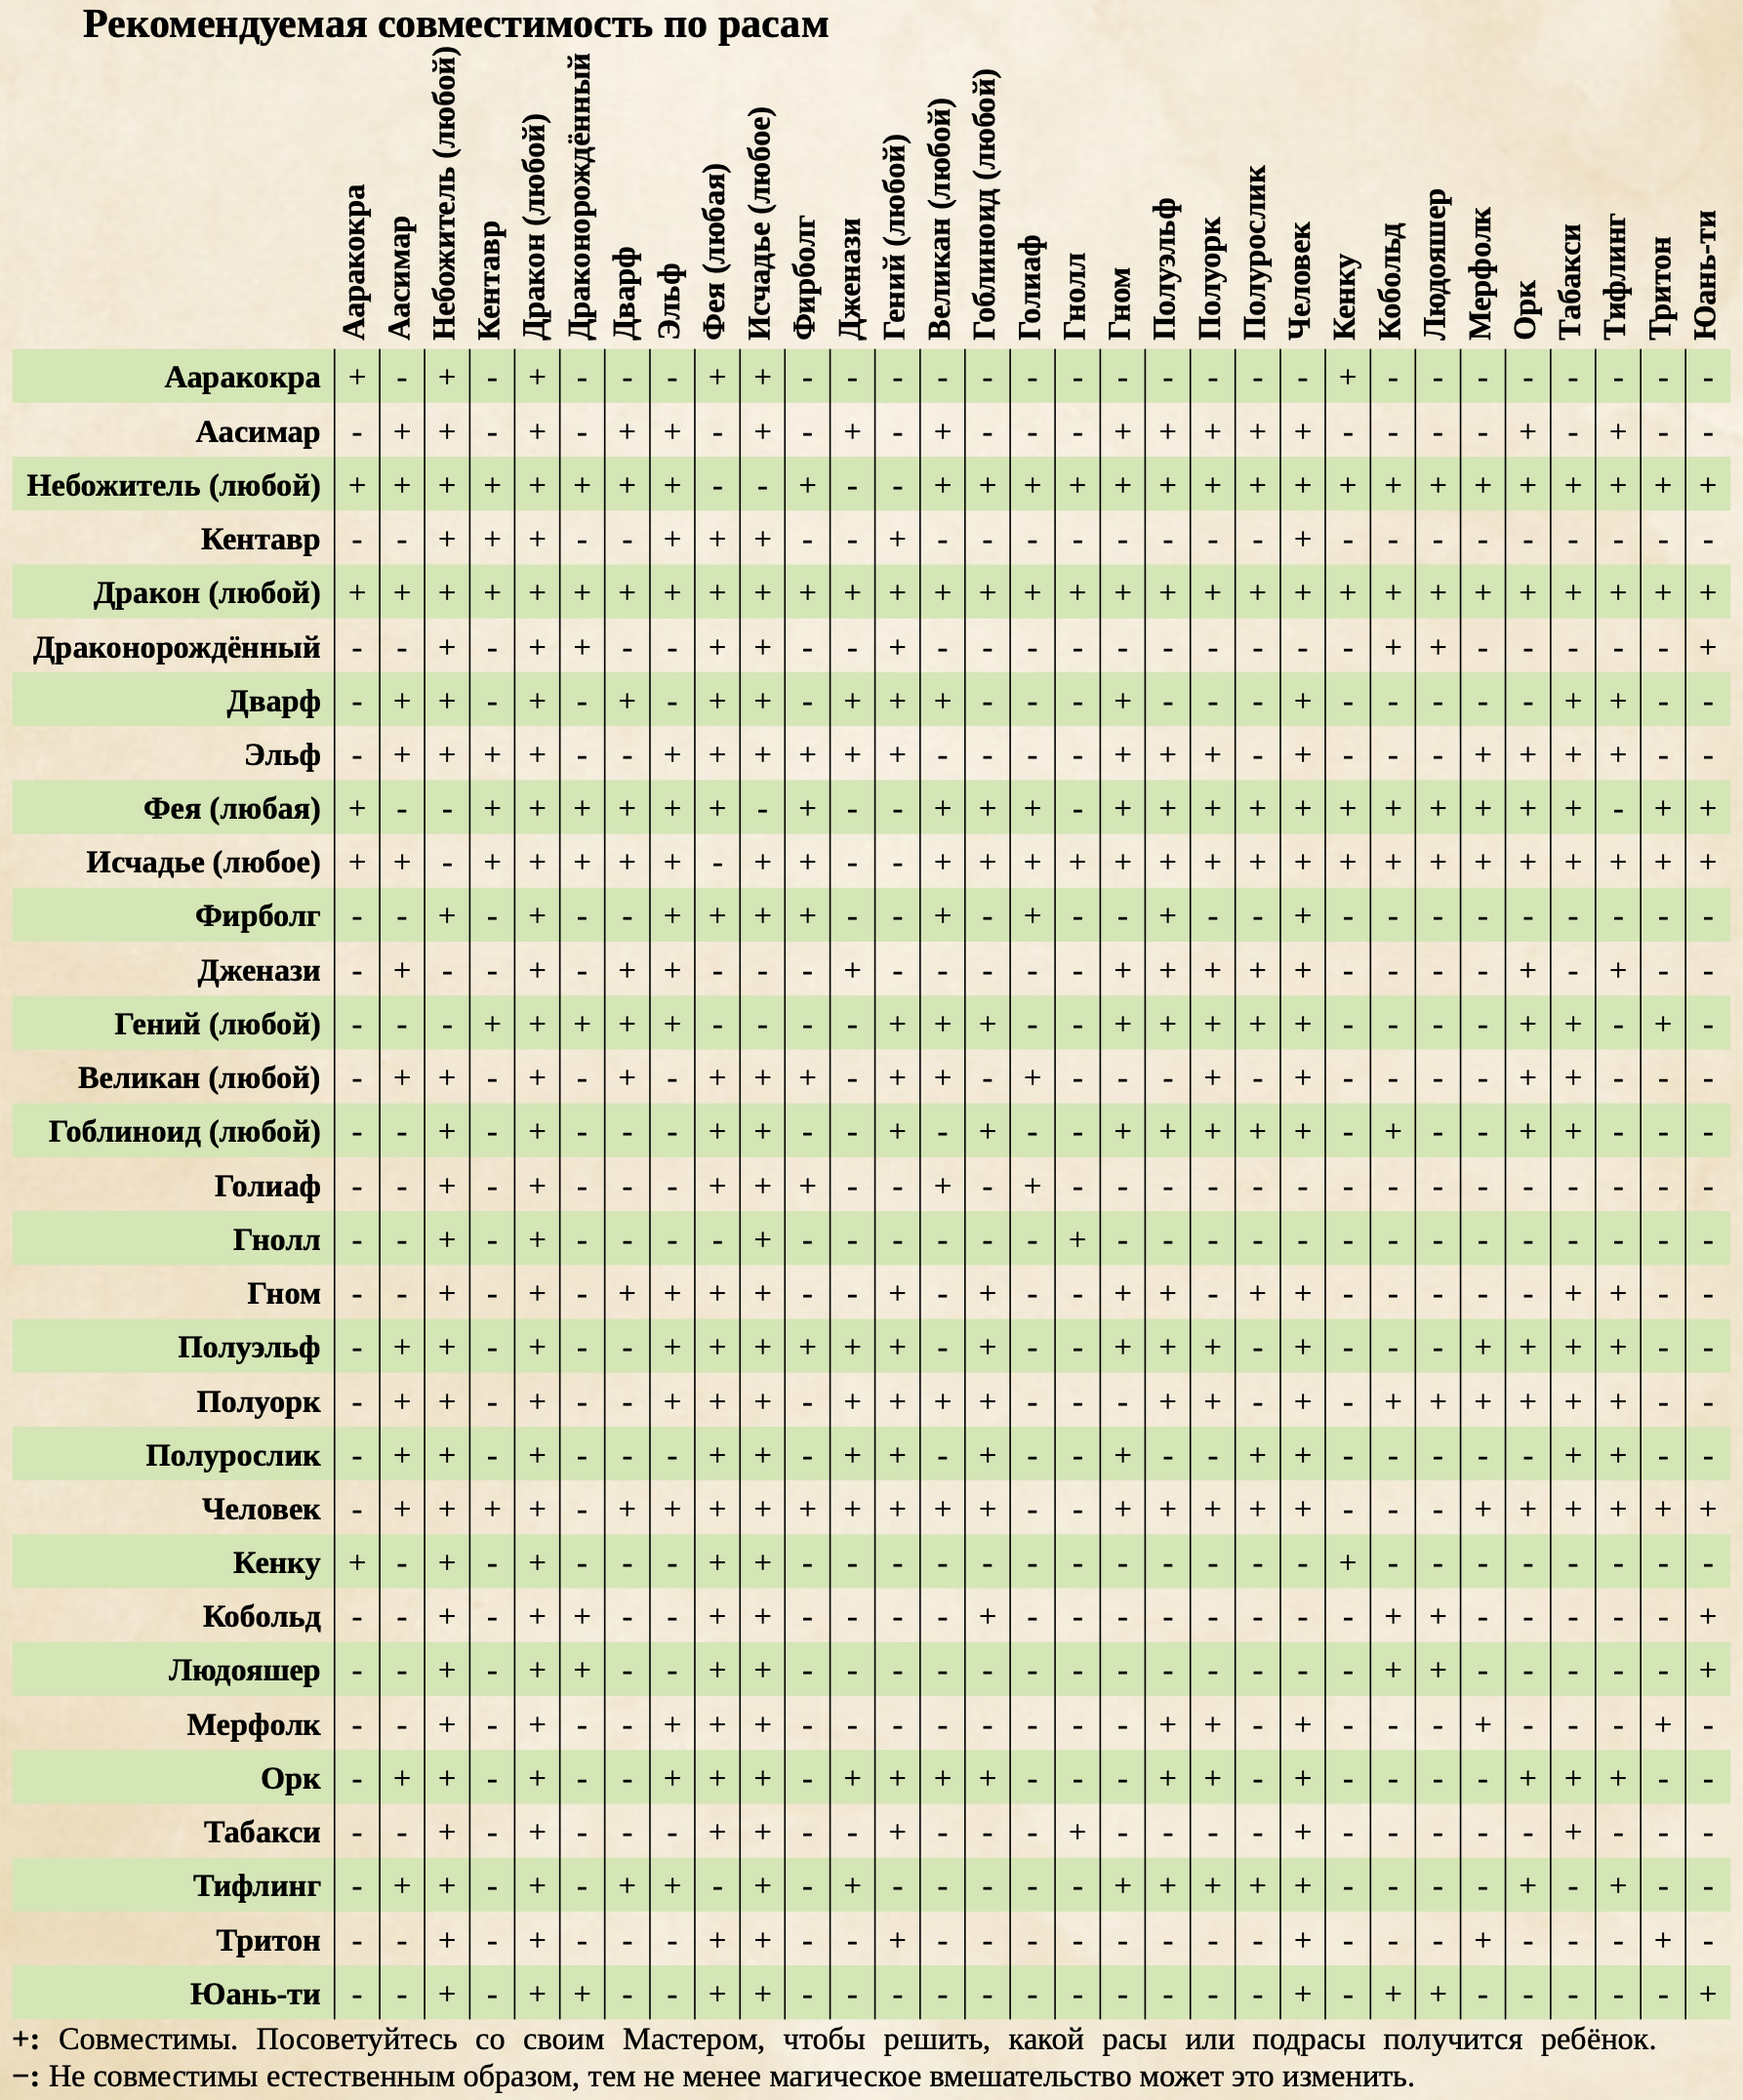 Рекомендуемая совместимость по расам
Ааракокра Аасимар Небожитель (любой) Кентавр Дракон (любой) Драконорождённый Дварф Эльф Фея (любая) Исчадье (любое) Фирболг Дженази Гений (любой) Великан (любой) Гоблиноид (любой) Голиаф Гнолл Гном Полуэльф Полуорк Полурослик Человек Кенку Кобольд Людояшер Мерфолк Орк Табакси Тифлинг Тритон Юань-ти
Ааракокра + - + - + - - - + + - - - - - - - - - - - - + - - - - - - - -
Аасимар - + + - + - + + - + - + - + - - - + + + + + - - - - + - + - -
Небожитель (любой) + + + + + + + + - - + - - + + + + + + + + + + + + + + + + + +
Кентавр - - + + + - - + + + - - + - - - - - - - - + - - - - - - - - -
Дракон (любой) + + + + + + + + + + + + + + + + + + + + + + + + + + + + + + +
Драконорождённый - - + - + + - - + + - - + - - - - - - - - - - + + - - - - - +
Дварф - + + - + - + - + + - + + + - - - + - - - + - - - - - + + - -
Эльф - + + + + - - + + + + + + - - - - + + + - + - - - + + + + - -
Фея (любая) + - - + + + + + + - + - - + + + - + + + + + + + + + + + - + +
Исчадье (любое) + + - + + + + + - + + - - + + + + + + + + + + + + + + + + + +
Фирболг - - + - + - - + + + + - - + - + - - + - - + - - - - - - - - -
Дженази - + - - + - + + - - - + - - - - - + + + + + - - - - + - + - -
Гений (любой) - - - + + + + + - - - - + + + - - + + + + + - - - - + + - + -
Великан (любой) - + + - + - + - + + + - + + - + - - - + - + - - - - + + - - -
Гоблиноид (любой) - - + - + - - - + + - - + - + - - + + + + + - + - - + + - - -
Голиаф - - + - + - - - + + + - - + - + - - - - - - - - - - - - - - -
Гнолл - - + - + - - - - + - - - - - - + - - - - - - - - - - - - - -
Гном - - + - + - + + + + - - + - + - - + + - + + - - - - - + + - -
Полуэльф - + + - + - - + + + + + + - + - - + + + - + - - - + + + + - -
Полуорк - + + - + - - + + + - + + + + - - - + + - + - + + + + + + - -
Полурослик - + + - + - - - + + - + + - + - - + - - + + - - - - - + + - -
Человек - + + + + - + + + + + + + + + - - + + + + + - - - + + + + + +
Кенку + - + - + - - - + + - - - - - - - - - - - - + - - - - - - - -
Кобольд - - + - + + - - + + - - - - + - - - - - - - - + + - - - - - +
Людояшер - - + - + + - - + + - - - - - - - - - - - - - + + - - - - - +
Мерфолк - - + - + - - + + + - - - - - - - - + + - + - - - + - - - + -
Орк - + + - + - - + + + - + + + + - - - + + - + - - - - + + + - -
Табакси - - + - + - - - + + - - + - - - + - - - - + - - - - - + - - -
Тифлинг - + + - + - + + - + - + - - - - - + + + + + - - - - + - + - -
Тритон - - + - + - - - + + - - + - - - - - - - - + - - - + - - - + -
Юань-ти - - + - + + - - + + - - - - - - - - - - - + - + + - - - - - +
+: Совместимы. Посоветуйтесь со своим Мастером, чтобы решить, какой расы или подрасы получится ребёнок.
−: Не совместимы естественным образом, тем не менее магическое вмешательство может это изменить.